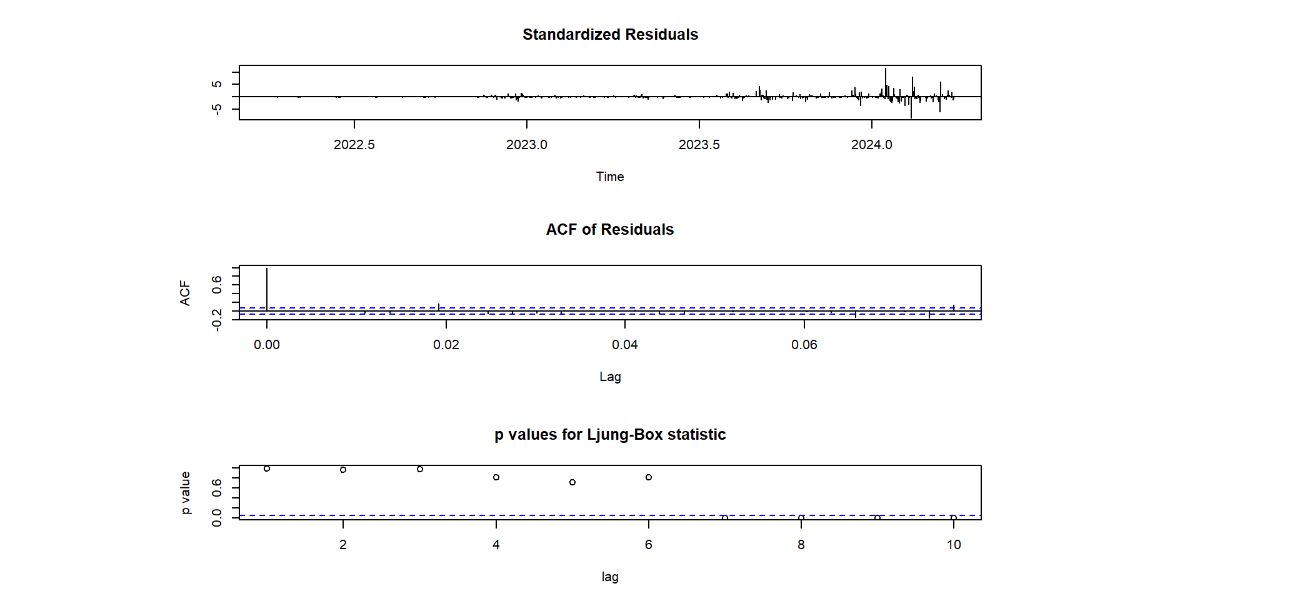 Standardized Residuals
5
-5
2022.5 2023.0 2023.5 2024.0
Time
ACF of Residuals
ACF
0.6
-0.2
0.00 0.02 0.04 0.06
Lag
p values for Ljung-Box statistic
p value
0.6
0.0
2 4 6 8 10
lag